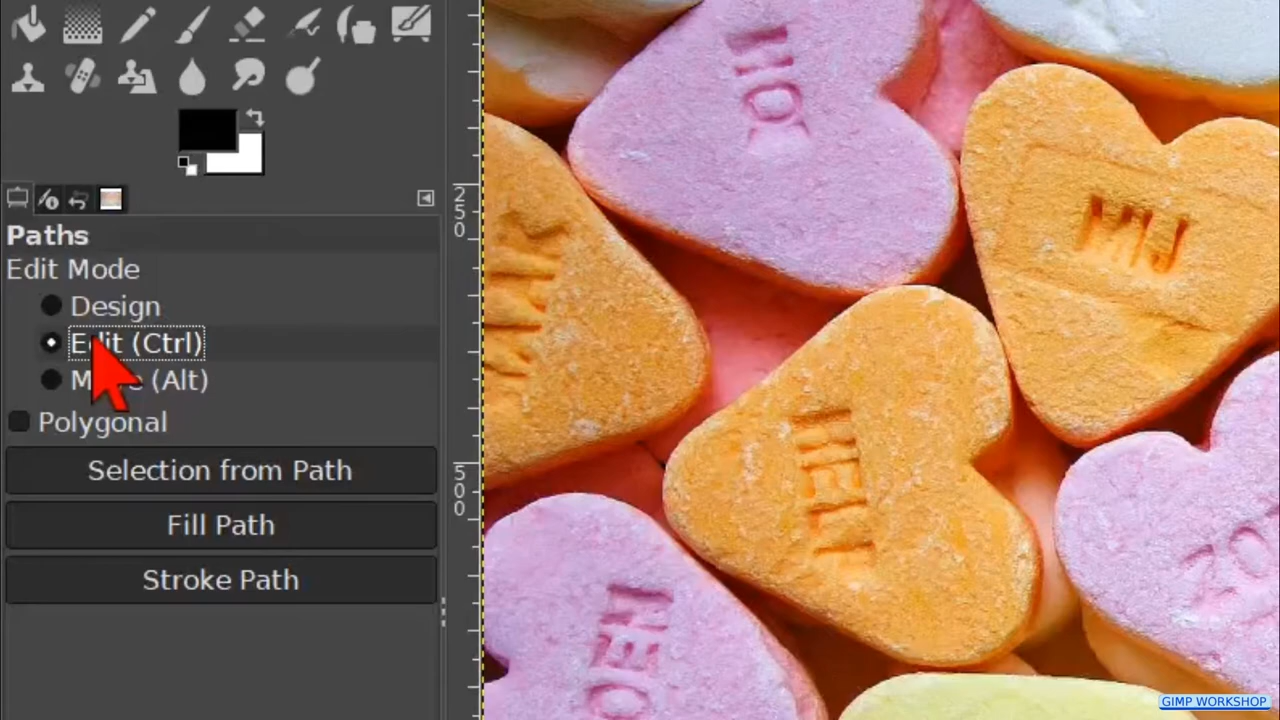 Paths
Edit Mode
Design
Edit (Ctrl)
(Alt)
Polygonal
Selection from Path
Fill Path
Stroke Path
250
500
GIMP WORKSHOP